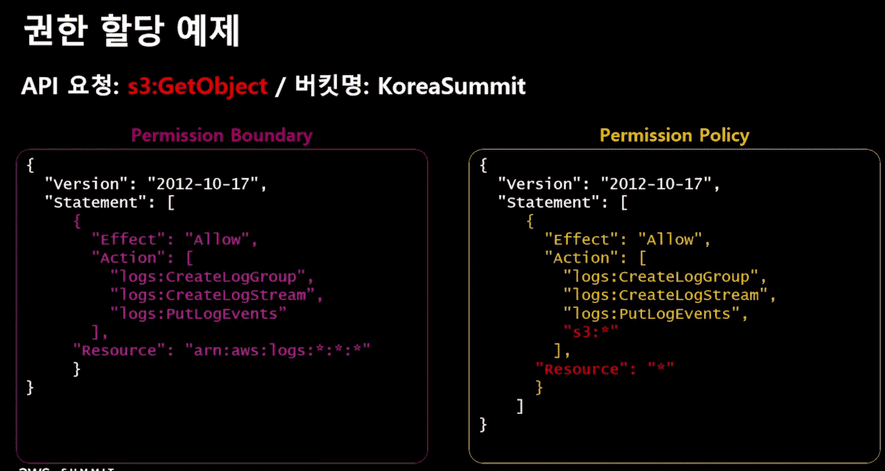 권한 할당 예제
API 요청: s3:GetObject / 버킷명: KoreaSummit
Permission Boundary
{
"Version": "2012-10-17",
"Statement": [
{
"Effect": "Allow",
"Action": [
"logs:CreateLogGroup",
"logs:CreateLogStream",
"logs:PutLogEvents"
],
"Resource": "arn:aws:logs:*:*:*"
}
}
Permission Policy
{
"Version": "2012-10-17",
"Statement": [
{
"Effect": "Allow",
"Action": [
"logs:CreateLogGroup",
"logs:CreateLogStream",
"logs:PutLogEvents",
"s3:*"
],
"Resource": "*"
}
]
}
aws SUMMIT